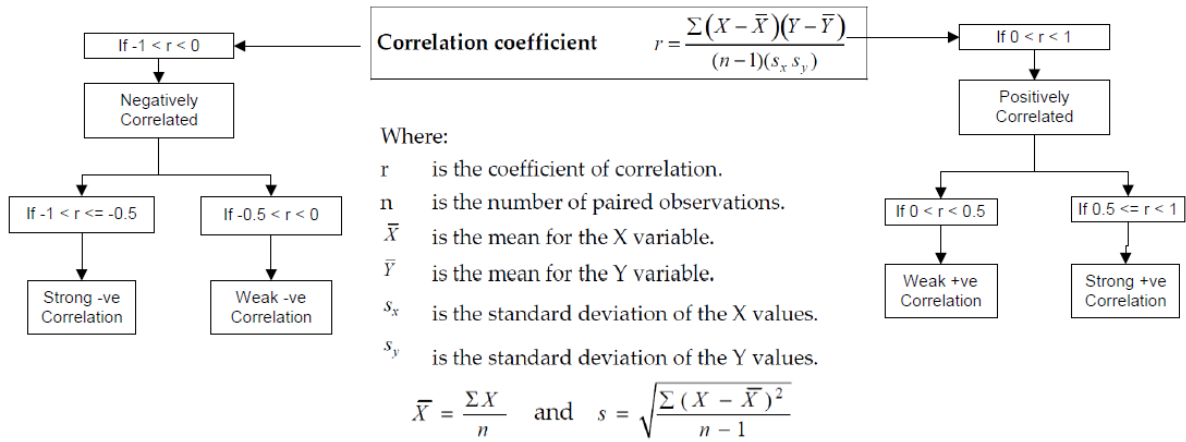 Correlation coefficient r = Σ(X − X̅)(Y − Y̅) / (n − 1)(sₓ s_y)
If -1 < r < 0
Negatively
Correlated
If -1 < r <= -0.5
If -0.5 < r < 0
Strong -ve
Correlation
Weak -ve
Correlation
Where:
r is the coefficient of correlation.
n is the number of paired observations.
X̅ is the mean for the X variable.
Y̅ is the mean for the Y variable.
sₓ is the standard deviation of the X values.
s_y is the standard deviation of the Y values.
X̅ = ΣX / n and s = √(Σ(X − X̅)² / n − 1)
If 0 < r < 1
Positively
Correlated
If 0 < r < 0.5
If 0.5 <= r < 1
Weak +ve
Correlation
Strong +ve
Correlation